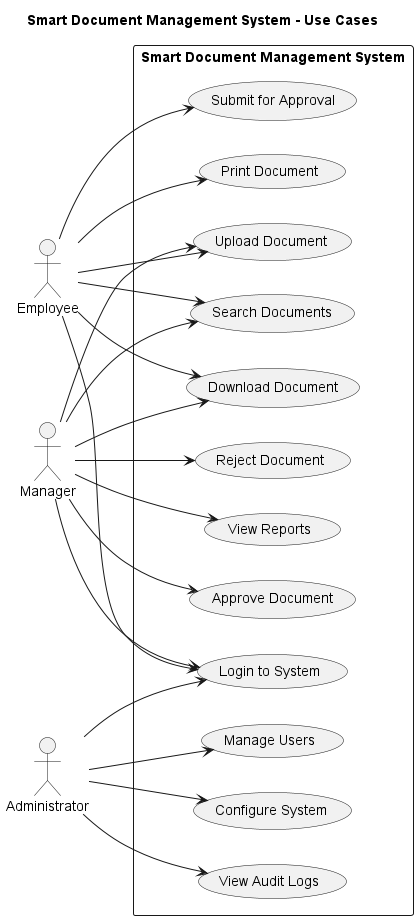 Smart Document Management System - Use Cases
Smart Document Management System
Submit for Approval
Print Document
Upload Document
Employee
Search Documents
Download Document
Reject Document
Manager
View Reports
Approve Document
Login to System
Manage Users
Administrator
Configure System
View Audit Logs